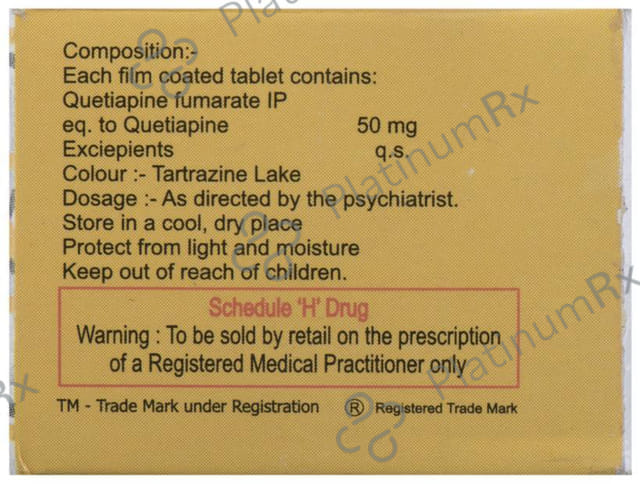 Composition:-
Each film coated tablet contains:
Quetiapine fumarate IP
eq. to Quetiapine 50 mg
Exciepients q.s.
Colour :- Tartrazine Lake
Dosage :- As directed by the psychiatrist.
Store in a cool, dry place
Protect from light and moisture
Keep out of reach of children.
Schedule 'H' Drug
Warning : To be sold by retail on the prescription
of a Registered Medical Practitioner only
TM - Trade Mark under Registration ® Registered Trade Mark
PlatinumRx
PlatinumRx